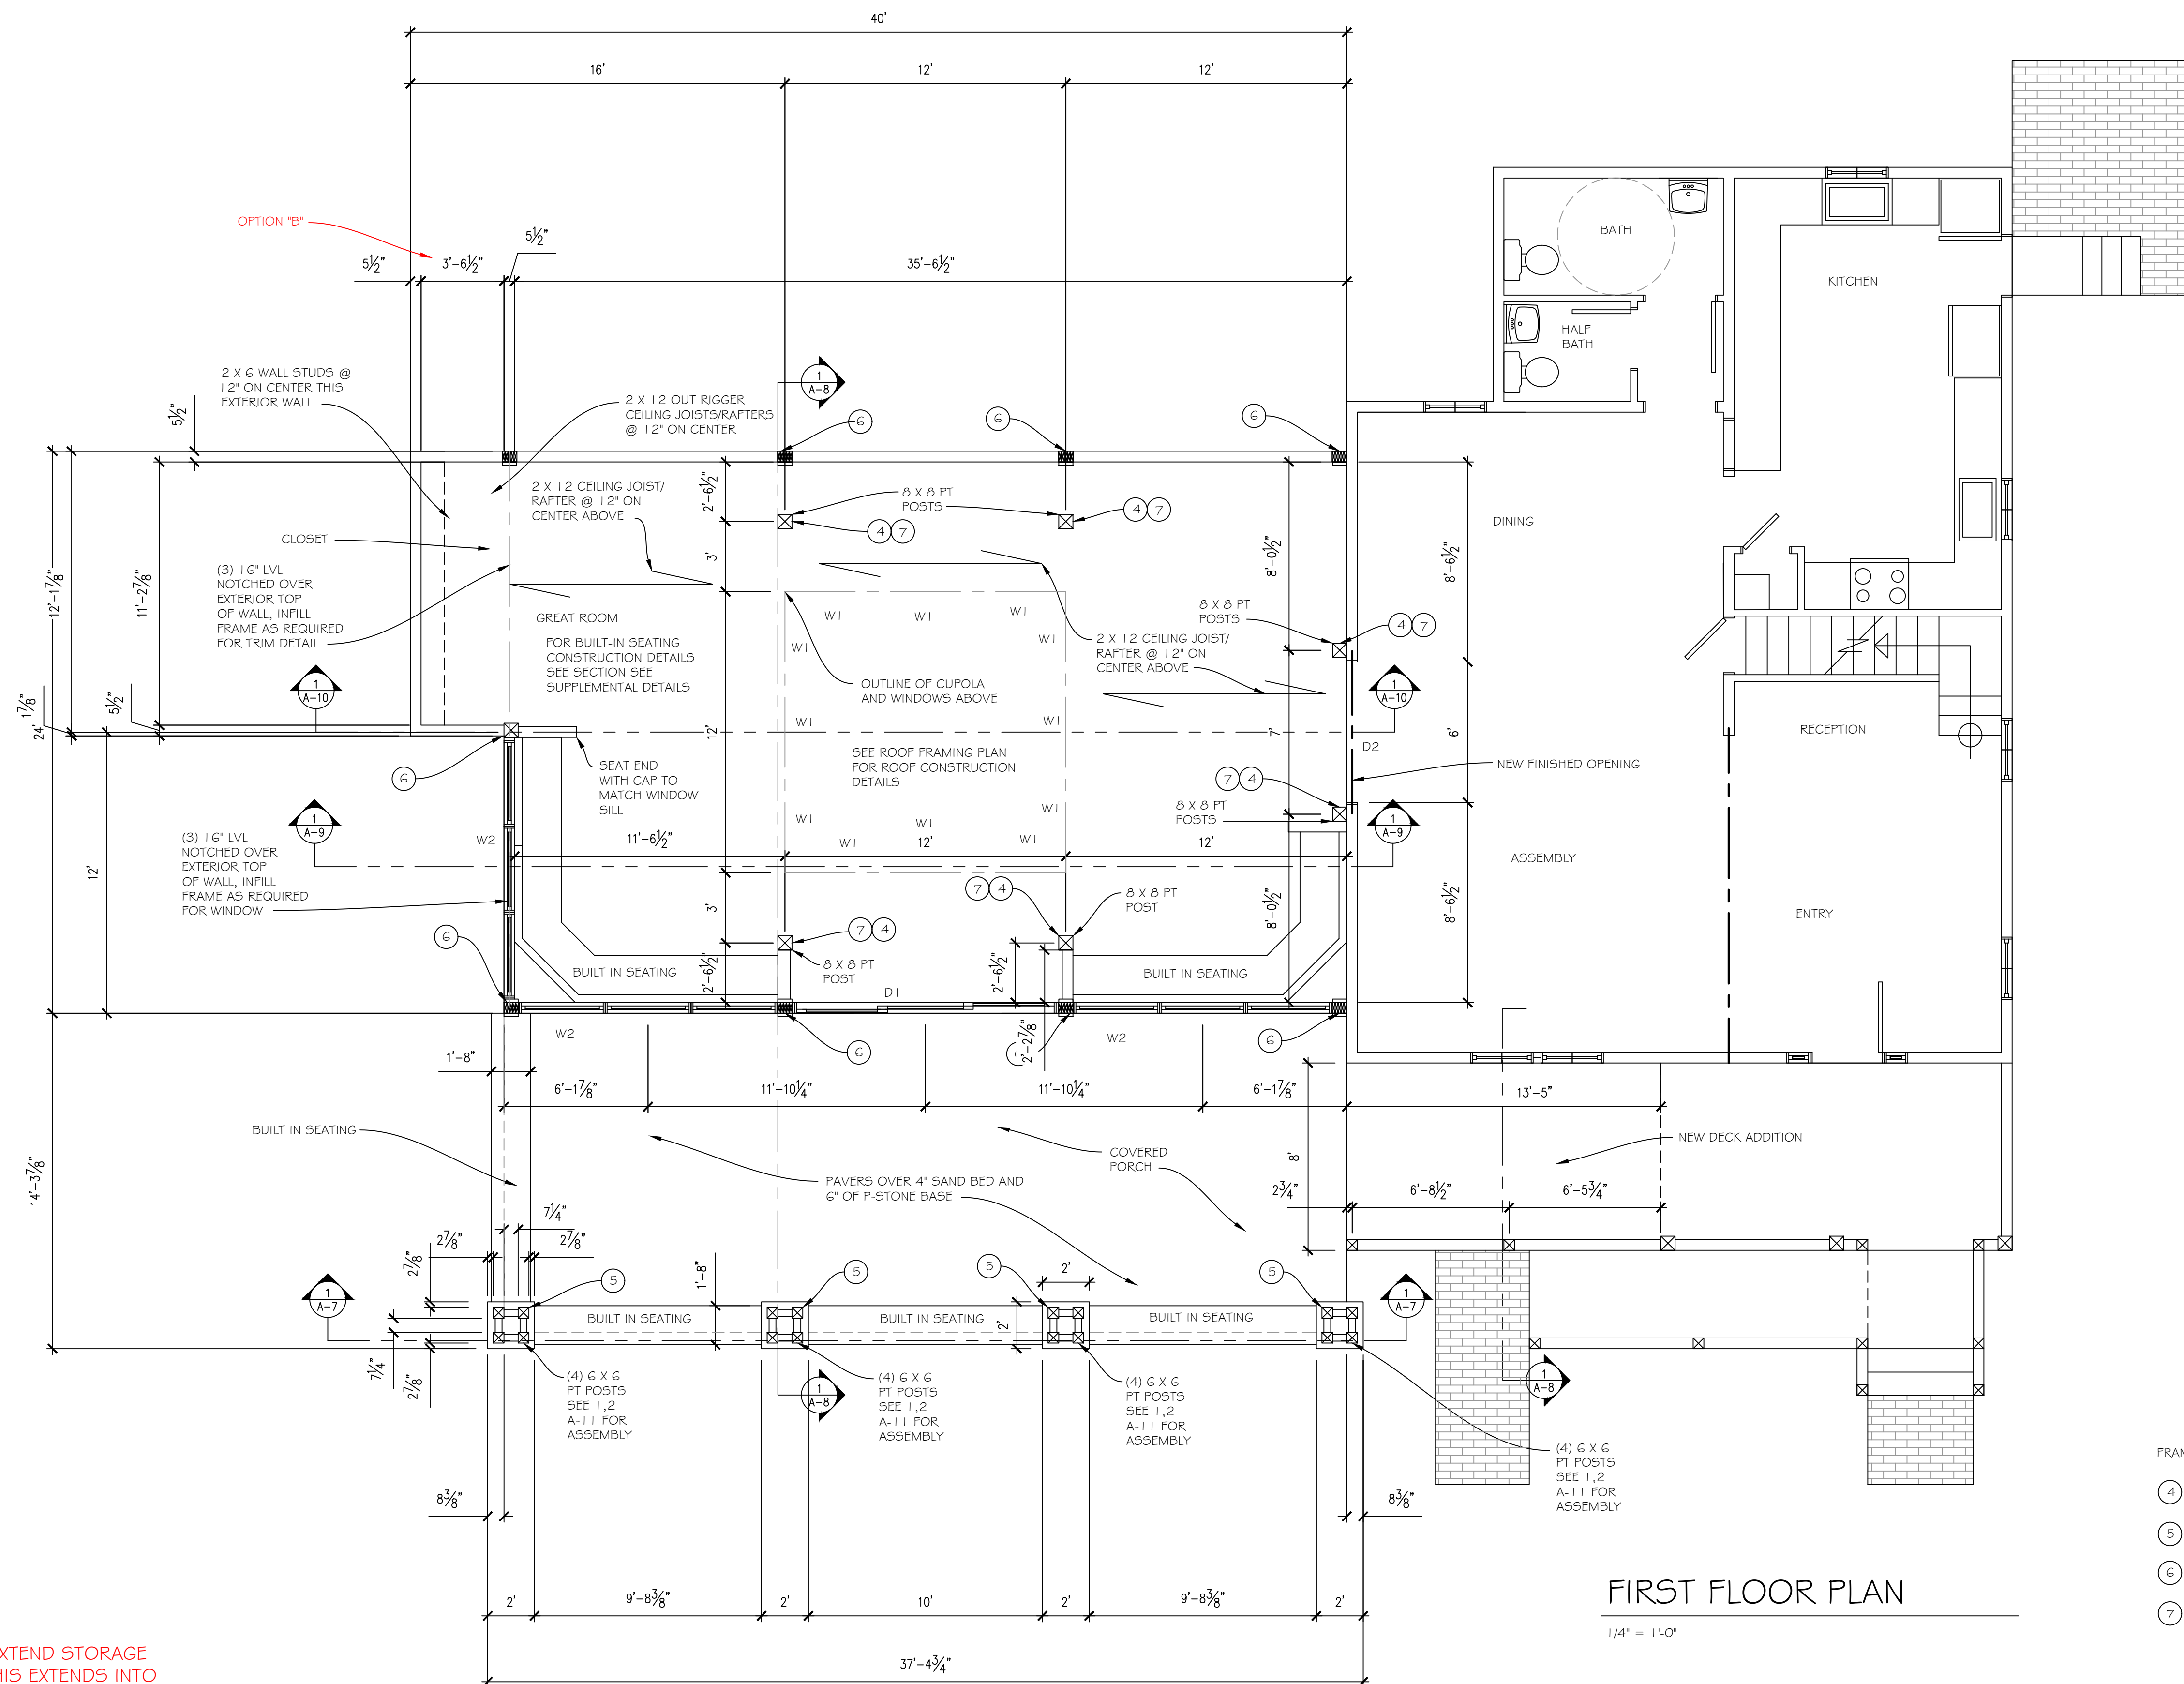 40'
16'
12'
12'
OPTION "B"
5½"
5½"
3'-6½"
35'-6½"
BATH
KITCHEN
HALF
BATH
2 X 6 WALL STUDS @
12" ON CENTER THIS
EXTERIOR WALL
5½"
2 X 12 OUT RIGGER
CEILING JOISTS/RAFTERS
@ 12" ON CENTER
1
A-8
6
6
6
2 X 12 CEILING JOIST/
RAFTER @ 12" ON
CENTER ABOVE
2'-6½"
8 X 8 PT
POSTS
4
7
4
7
DINING
CLOSET
3'
8'-0½"
8'-6½"
(3) 16" LVL
NOTCHED OVER
EXTERIOR TOP
OF WALL, INFILL
FRAME AS REQUIRED
FOR TRIM DETAIL
12'-1⅞"
11'-2⅞"
GREAT ROOM
FOR BUILT-IN SEATING
CONSTRUCTION DETAILS
SEE SECTION SEE
SUPPLEMENTAL DETAILS
W1
W1
W1
W1
W1
8 X 8 PT
POSTS
4
7
2 X 12 CEILING JOIST/
RAFTER @ 12" ON
CENTER ABOVE
OUTLINE OF CUPOLA
AND WINDOWS ABOVE
1
A-10
1
A-10
1⅞"
24'
5½"
W1
W1
12'
7'
6'
D2
RECEPTION
SEE ROOF FRAMING PLAN
FOR ROOF CONSTRUCTION
DETAILS
NEW FINISHED OPENING
6
SEAT END
WITH CAP TO
MATCH WINDOW
SILL
7
4
8 X 8 PT
POSTS
1
A-9
1
A-9
W1
W1
W1
W1
W1
W2
11'-6½"
12'
12'
(3) 16" LVL
NOTCHED OVER
EXTERIOR TOP
OF WALL, INFILL
FRAME AS REQUIRED
FOR WINDOW
12'
ASSEMBLY
ENTRY
7
4
8 X 8 PT
POST
3'
8'-0½"
8'-6½"
6
7
4
8 X 8 PT
POST
2'-6½"
2'-6½"
BUILT IN SEATING
BUILT IN SEATING
D1
W2
W2
6
2'-2⅞"
6
1'-8"
6'-1⅞"
11'-10¼"
11'-10¼"
6'-1⅞"
13'-5"
BUILT IN SEATING
COVERED
PORCH
NEW DECK ADDITION
14'-3⅞"
PAVERS OVER 4" SAND BED AND
6" OF P-STONE BASE
8'
2¾"
6'-8½"
6'-5¾"
7¼"
2⅞"
2⅞"
2⅞"
1'-8"
5
5
5
5
2'
1
A-7
1
A-7
BUILT IN SEATING
BUILT IN SEATING
BUILT IN SEATING
2'
7¼"
2⅞"
(4) 6 X 6
PT POSTS
SEE 1,2
A-11 FOR
ASSEMBLY
1
A-8
(4) 6 X 6
PT POSTS
SEE 1,2
A-11 FOR
ASSEMBLY
(4) 6 X 6
PT POSTS
SEE 1,2
A-11 FOR
ASSEMBLY
1
A-8
(4) 6 X 6
PT POSTS
SEE 1,2
A-11 FOR
ASSEMBLY
8⅜"
8⅜"
FRAM
4
5
6
7
2'
9'-8⅜"
2'
10'
2'
9'-8⅜"
2'
37'-4¾"
FIRST FLOOR PLAN
1/4" = 1'-0"
XTEND STORAGE
HIS EXTENDS INTO